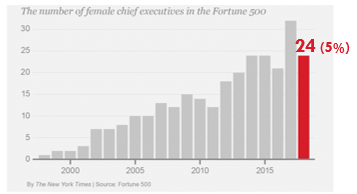 The number of female chief executives in the Fortune 500
30
24 (5%)
25
20
15
10
5
0
2000 2005 2010 2015
By The New York Times | Source: Fortune 500